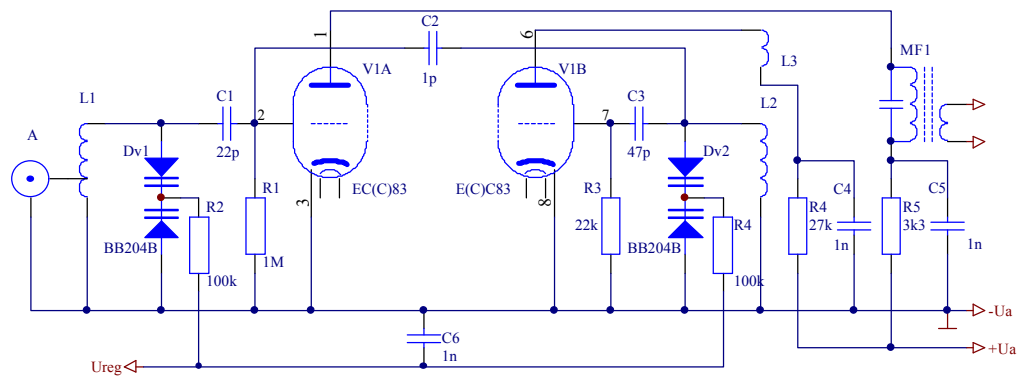 C2
1p
1
6
V1A
V1B
L3
MF1
L1
A
C1
22p
2
7
C3
47p
L2
Dv1
Dv2
EC(C)83
E(C)C83
R1
1M
R2
100k
BB204B
3
8
R3
22k
BB204B
R4
100k
R4
27k
C4
1n
R5
3k3
C5
1n
C6
1n
-Ua
+Ua
Ureg